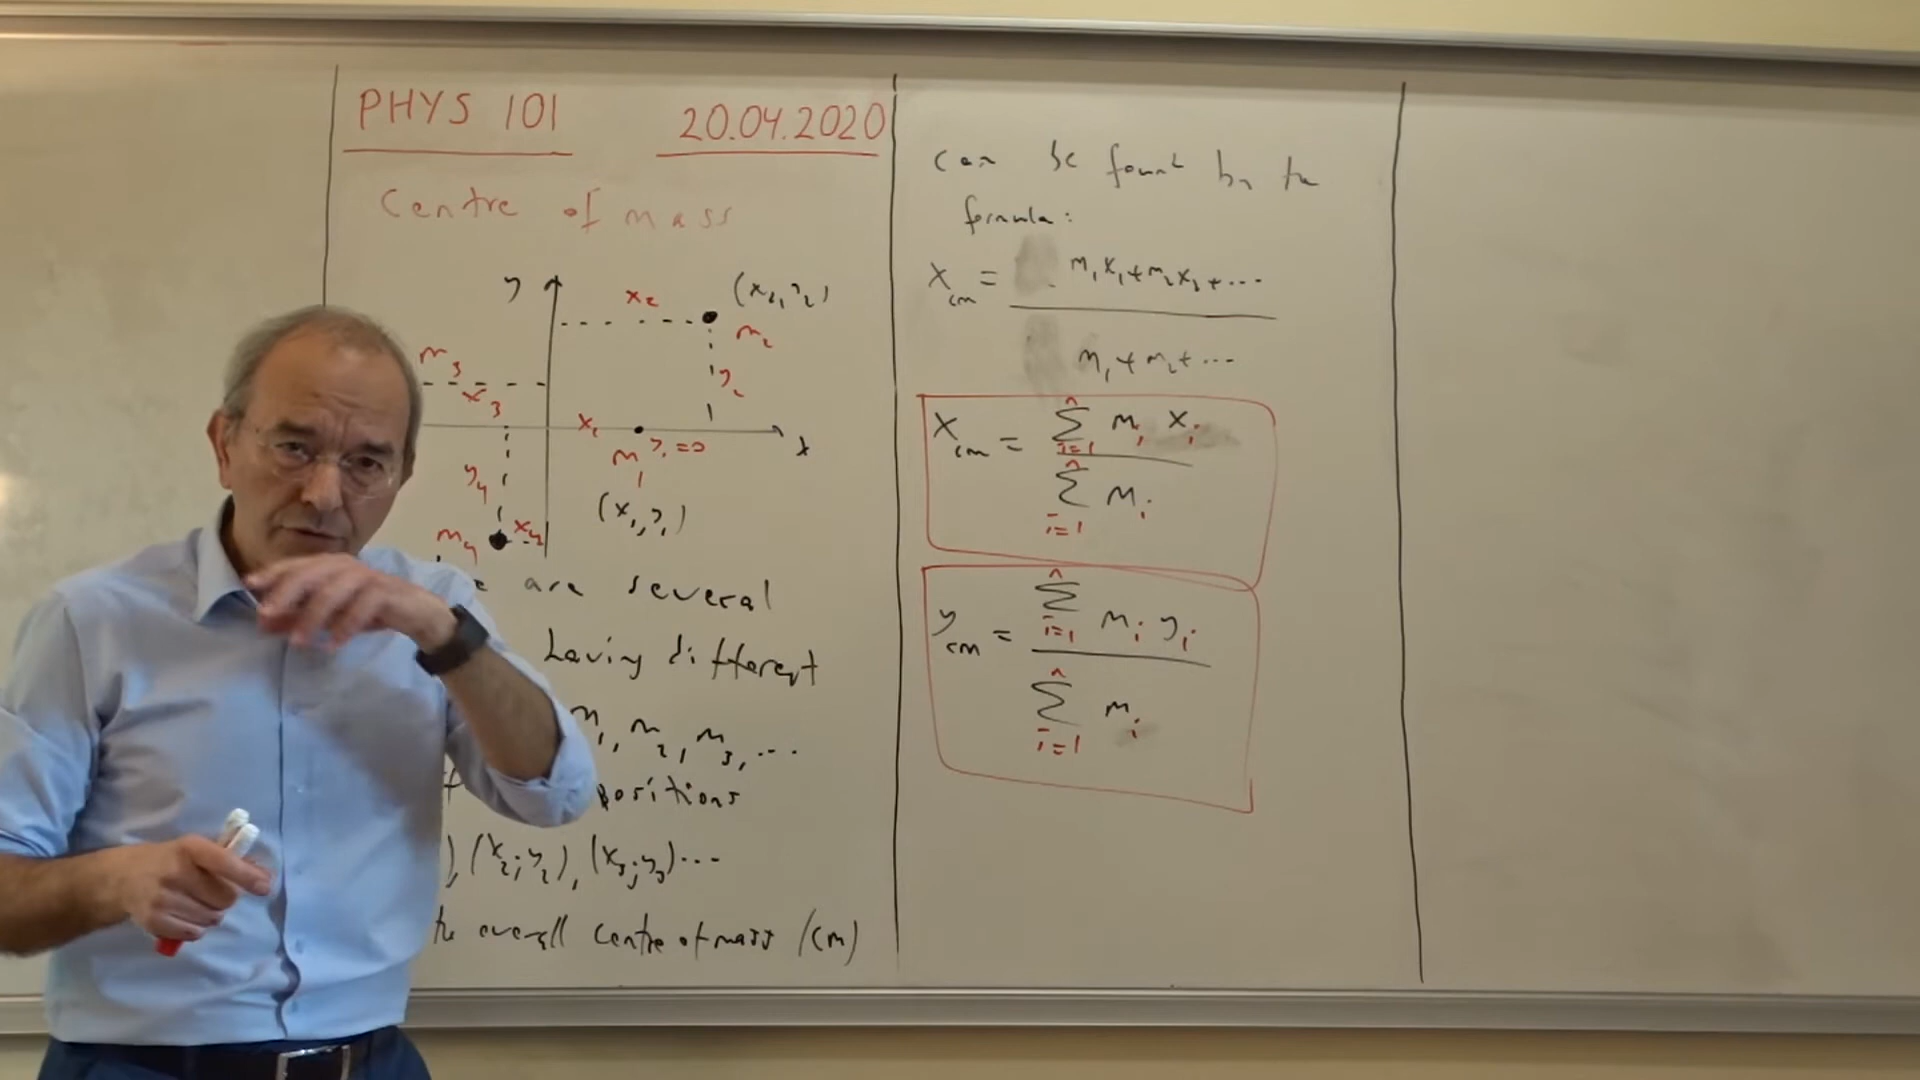 PHYS 101 20.04.2020
Centre of mass
y x₂ (x₂,y₂)
m₂
m₃
x₃ y₂
x₁ x
m₁ y₁=0
y₄
(x₁,y₁)
m₄ x₄
are several
having different
m₁, m₂, m₃, ...
positions
), (x₂;y₂), (x₃;y₃)...
the overall centre of mass (cm)
can be found by the
formula:
x_cm = m₁x₁+m₂x₂+...
m₁+m₂+...
x_cm = n Σ i=1 mᵢ xᵢ
n Σ i=1 mᵢ
y_cm = n Σ i=1 mᵢ yᵢ
n Σ i=1 mᵢ